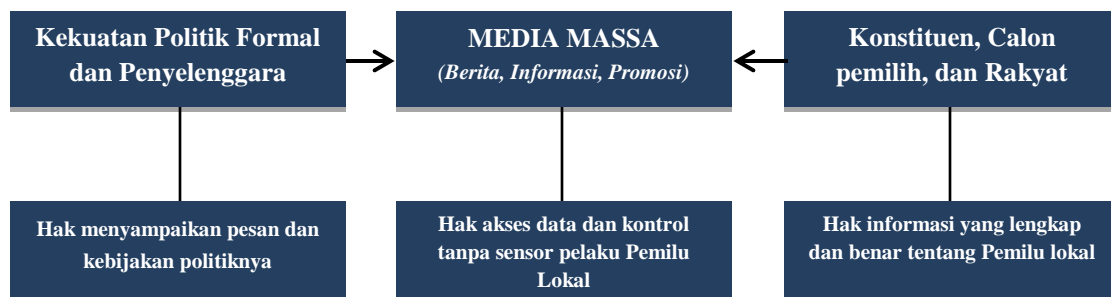 Kekuatan Politik Formal
dan Penyelenggara
MEDIA MASSA
(Berita, Informasi, Promosi)
Konstituen, Calon
pemilih, dan Rakyat
Hak menyampaikan pesan dan
kebijakan politiknya
Hak akses data dan kontrol
tanpa sensor pelaku Pemilu
Lokal
Hak informasi yang lengkap
dan benar tentang Pemilu lokal